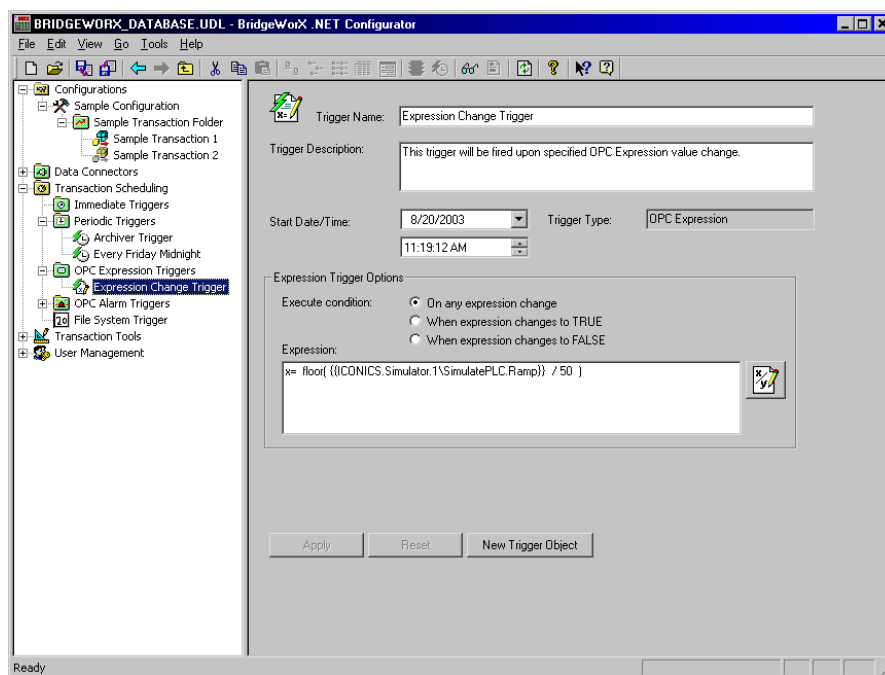 BRIDGEWORX_DATABASE.UDL - BridgeWorX .NET Configurator
File Edit View Go Tools Help
Configurations
Sample Configuration
Sample Transaction Folder
Sample Transaction 1
Sample Transaction 2
Data Connectors
Transaction Scheduling
Immediate Triggers
Periodic Triggers
Archiver Trigger
Every Friday Midnight
OPC Expression Triggers
Expression Change Trigger
OPC Alarm Triggers
File System Trigger
Transaction Tools
User Management
Trigger Name: Expression Change Trigger
Trigger Description: This trigger will be fired upon specified OPC Expression value change.
Start Date/Time: 8/20/2003 Trigger Type: OPC Expression
11:19:12 AM
Expression Trigger Options
Execute condition: On any expression change
When expression changes to TRUE
When expression changes to FALSE
Expression:
x= floor( {{ICONICS.Simulator.1\SimulatePLC.Ramp}} / 50 )
Apply Reset New Trigger Object
Ready